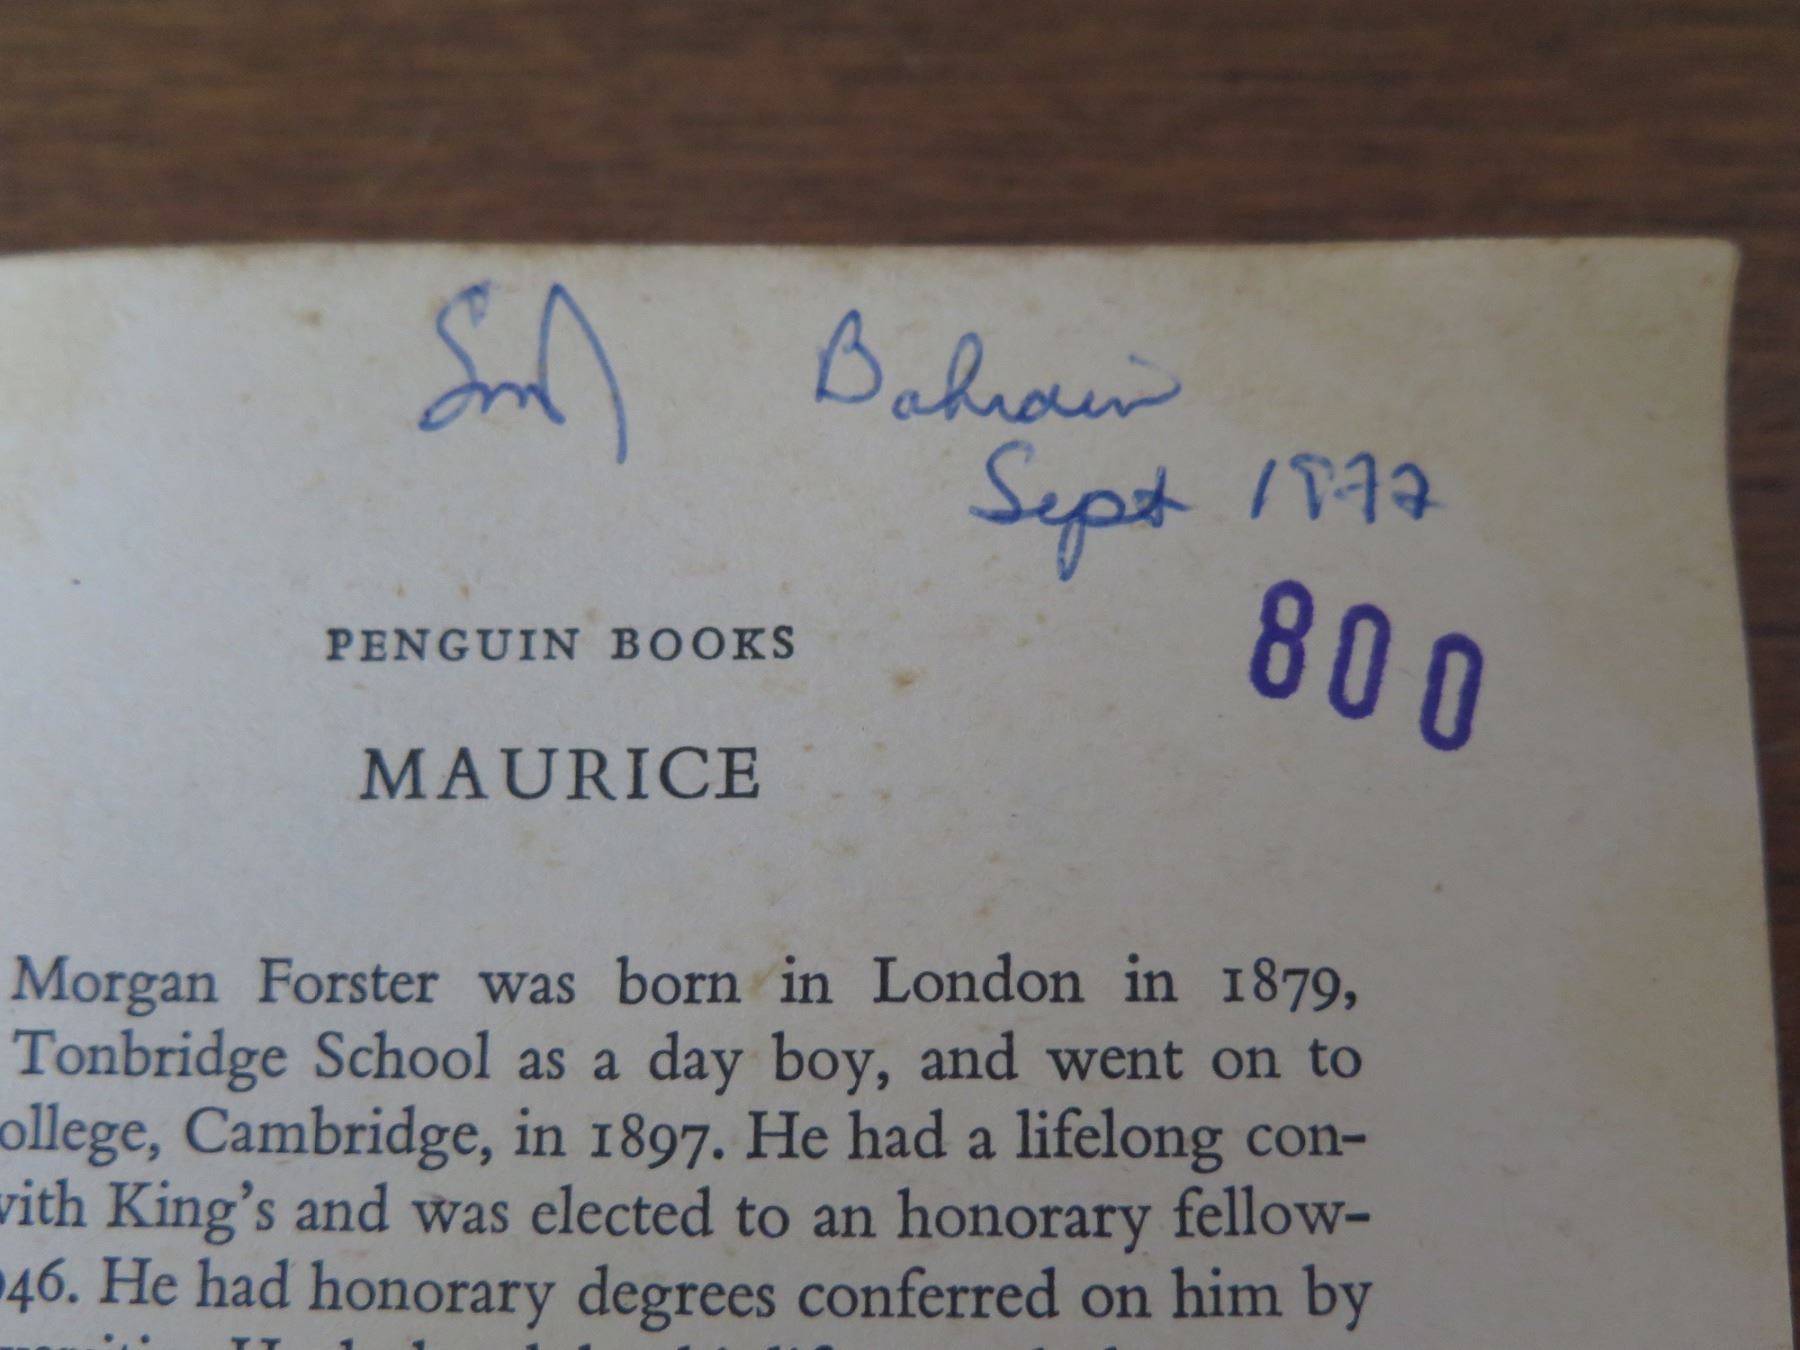 Bahrain
Sept 1972
800
PENGUIN BOOKS
MAURICE
Morgan Forster was born in London in 1879,
Tonbridge School as a day boy, and went on to
ollege, Cambridge, in 1897. He had a lifelong con-
with King's and was elected to an honorary fellow-
946. He had honorary degrees conferred on him by